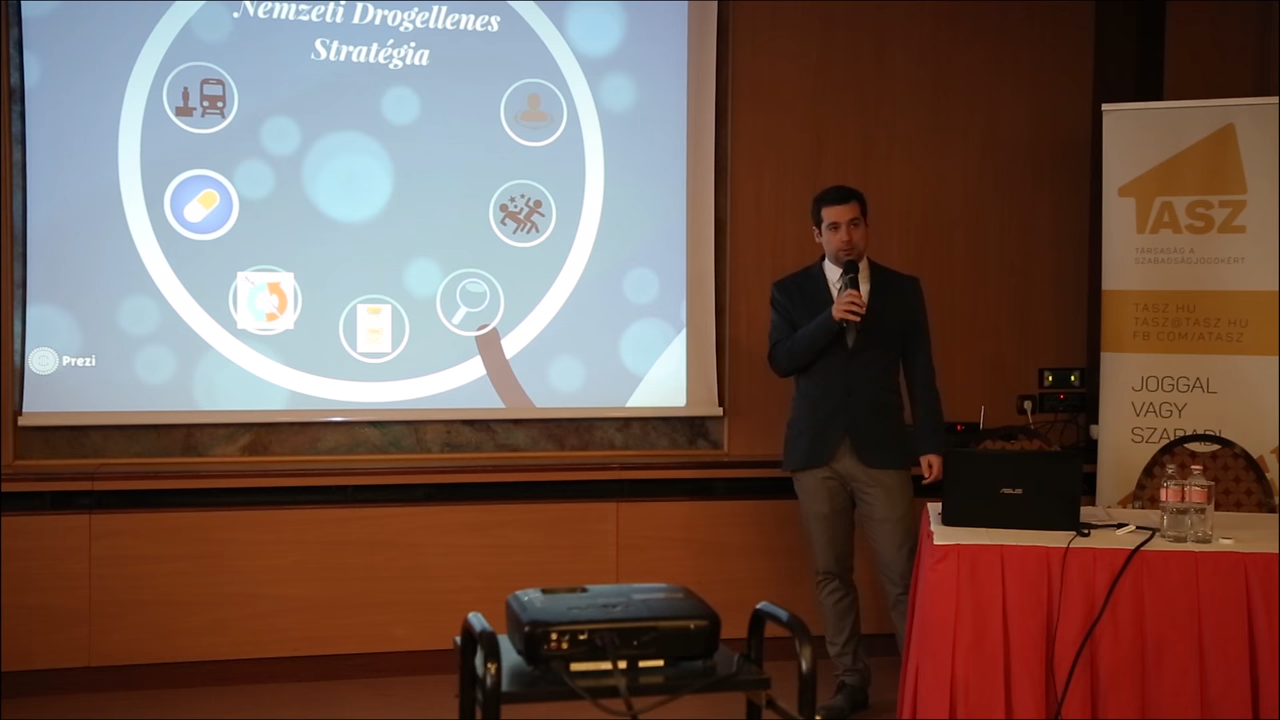 Nemzeti Drogellenes
Stratégia
Prezi
TASZ
TÁRSASÁG A
SZABADSÁGJOGOKÉRT
TASZ.HU
TASZ@TASZ.HU
FB.COM/ATASZ
JOGGAL
VAGY
SZABAD!
ASUS